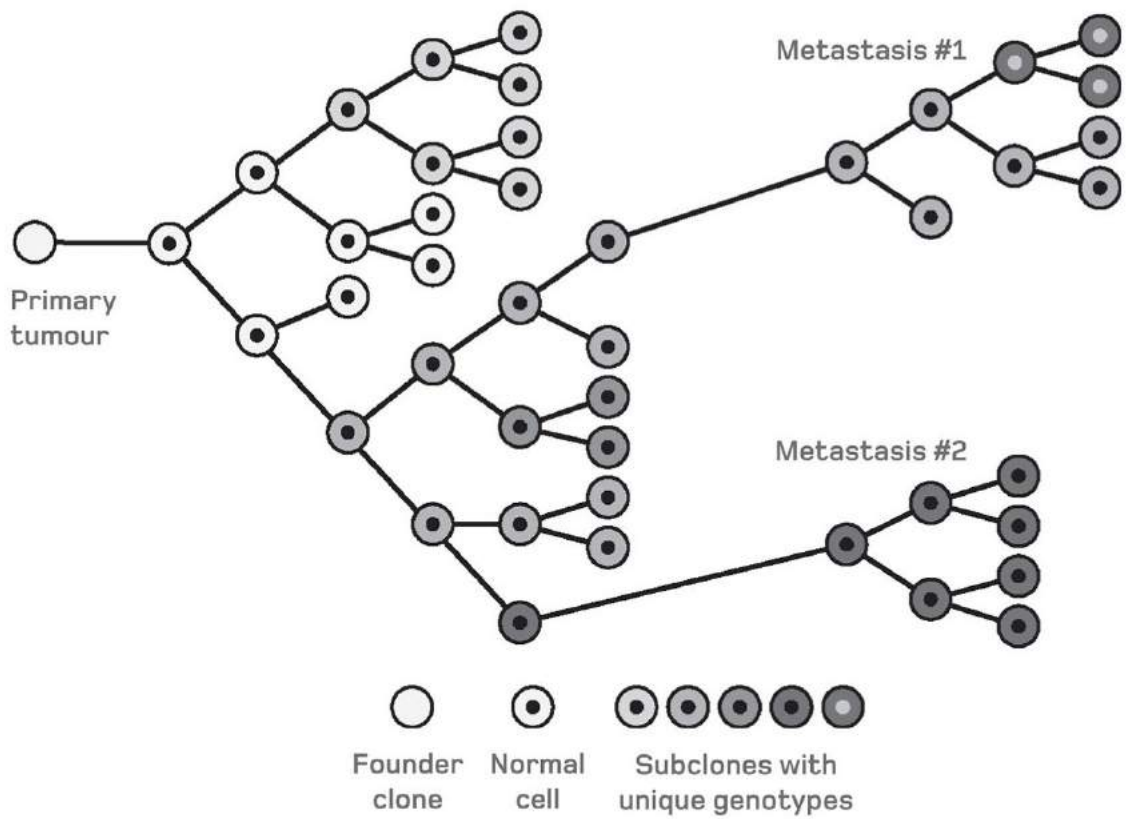 Metastasis #1
Primary
tumour
Metastasis #2
Founder
clone
Normal
cell
Subclones with
unique genotypes